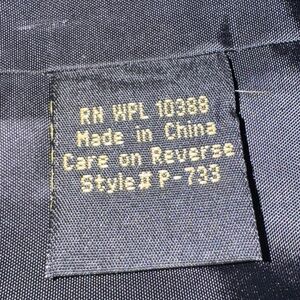 RN WPL 10388
Made in China
Care on Reverse
Style# P-733